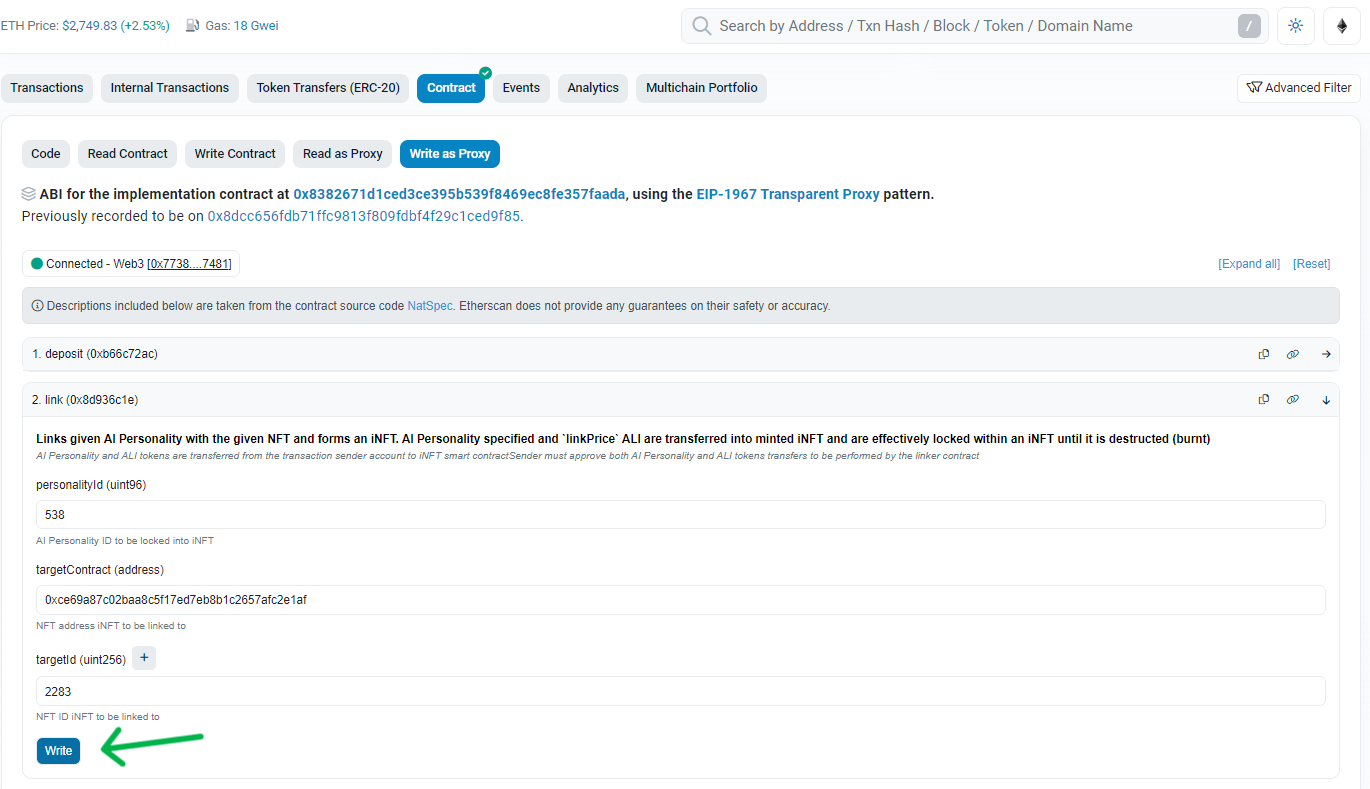 ETH Price: $2,749.83 (+2.53%) Gas: 18 Gwei
Search by Address / Txn Hash / Block / Token / Domain Name /
Transactions Internal Transactions Token Transfers (ERC-20) Contract Events Analytics Multichain Portfolio Advanced Filter
Code Read Contract Write Contract Read as Proxy Write as Proxy
ABI for the implementation contract at 0x8382671d1ced3ce395b539f8469ec8fe357faada, using the EIP-1967 Transparent Proxy pattern.
Previously recorded to be on 0x8dcc656fdb71ffc9813f809fdbf4f29c1ced9f85.
Connected - Web3 [0x7738....7481] [Expand all] [Reset]
Descriptions included below are taken from the contract source code NatSpec. Etherscan does not provide any guarantees on their safety or accuracy.
1. deposit (0xb66c72ac)
2. link (0x8d936c1e)
Links given AI Personality with the given NFT and forms an iNFT. AI Personality specified and `linkPrice` ALI are transferred into minted iNFT and are effectively locked within an iNFT until it is destructed (burnt)
AI Personality and ALI tokens are transferred from the transaction sender account to iNFT smart contractSender must approve both AI Personality and ALI tokens transfers to be performed by the linker contract
personalityId (uint96)
538
AI Personality ID to be locked into iNFT
targetContract (address)
0xce69a87c02baa8c5f17ed7eb8b1c2657afc2e1af
NFT address iNFT to be linked to
targetId (uint256) +
2283
NFT ID iNFT to be linked to
Write